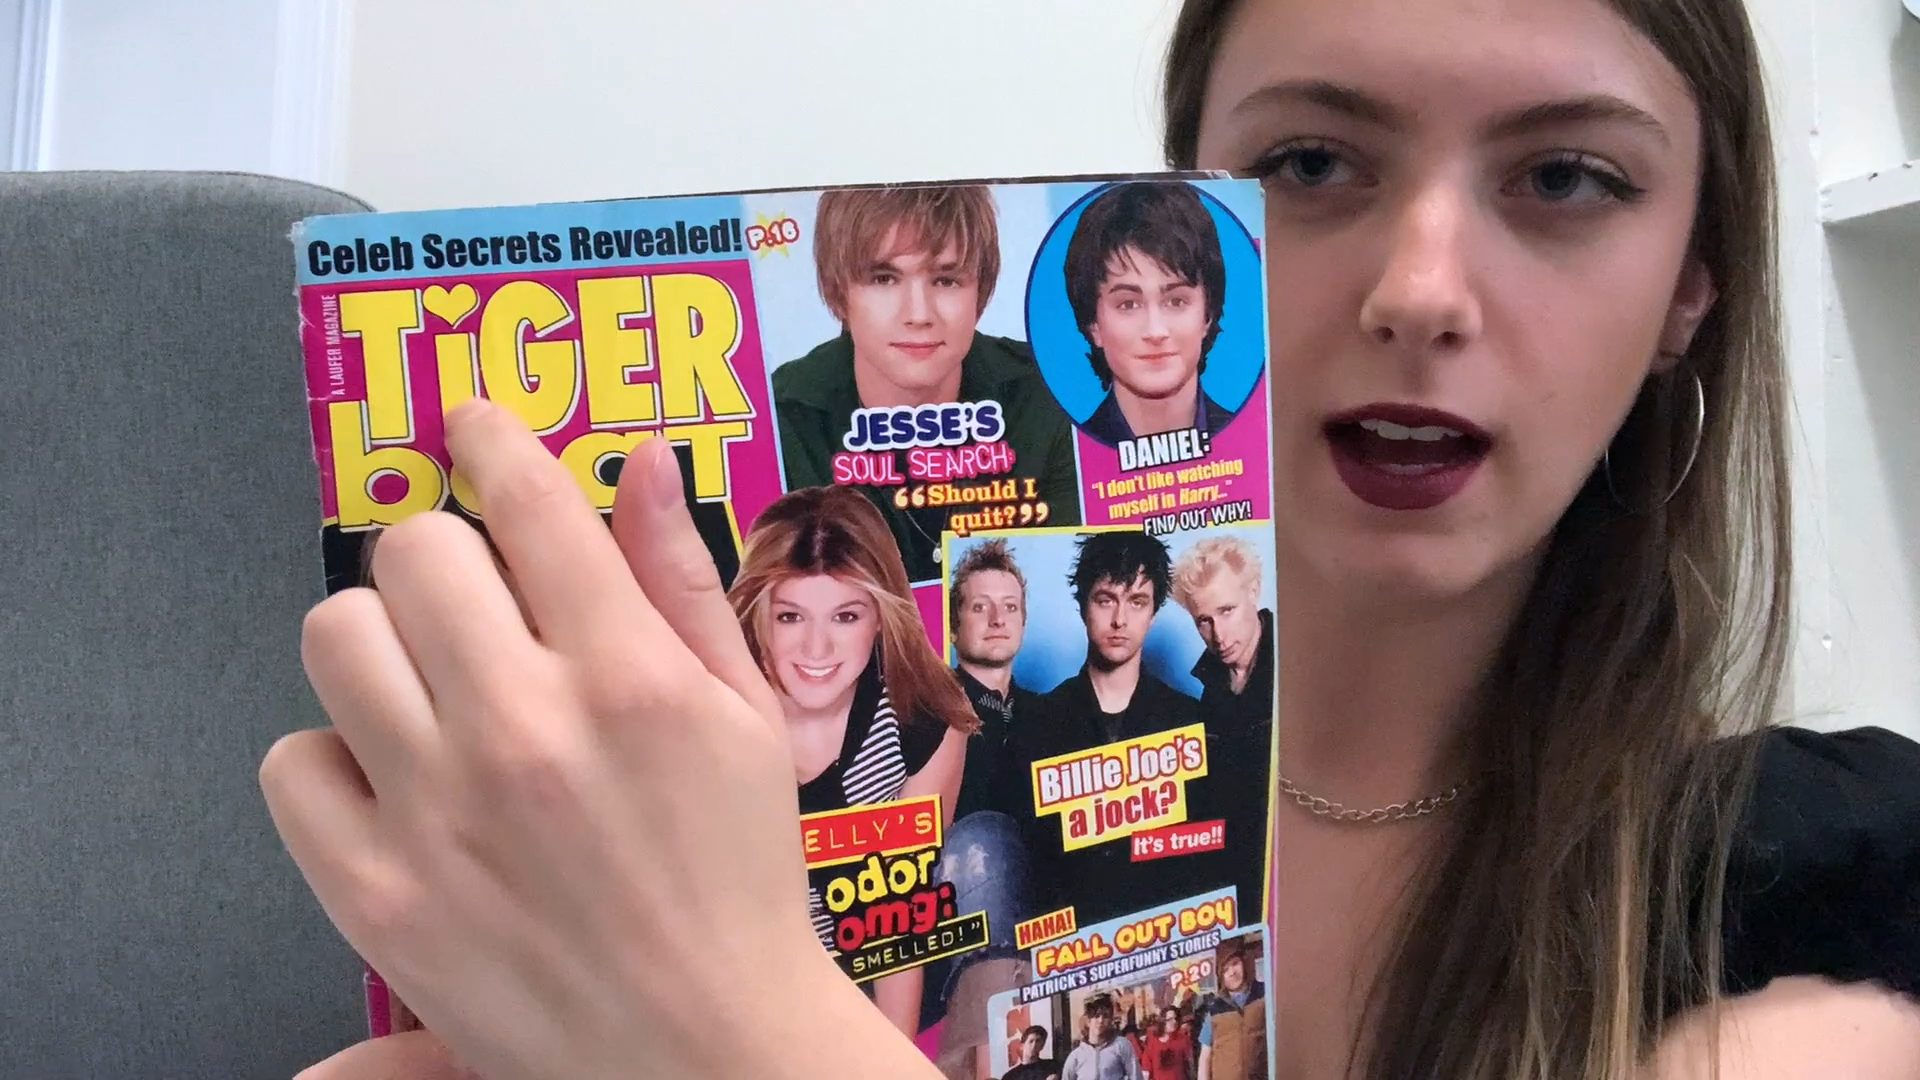 Celeb Secrets Revealed! P.16
A LAUFER MAGAZINE
TiGER
beaT
JESSE'S
SOUL SEARCH:
"Should I
quit?"
DANIEL:
"I don't like watching
myself in Harry..."
FIND OUT WHY!
Billie Joe's
a jock?
It's true!!
ELLY'S
odor
omg:
SMELLED!"
HAHA!
FALL OUT BOY
PATRICK'S SUPERFUNNY STORIES
P.20